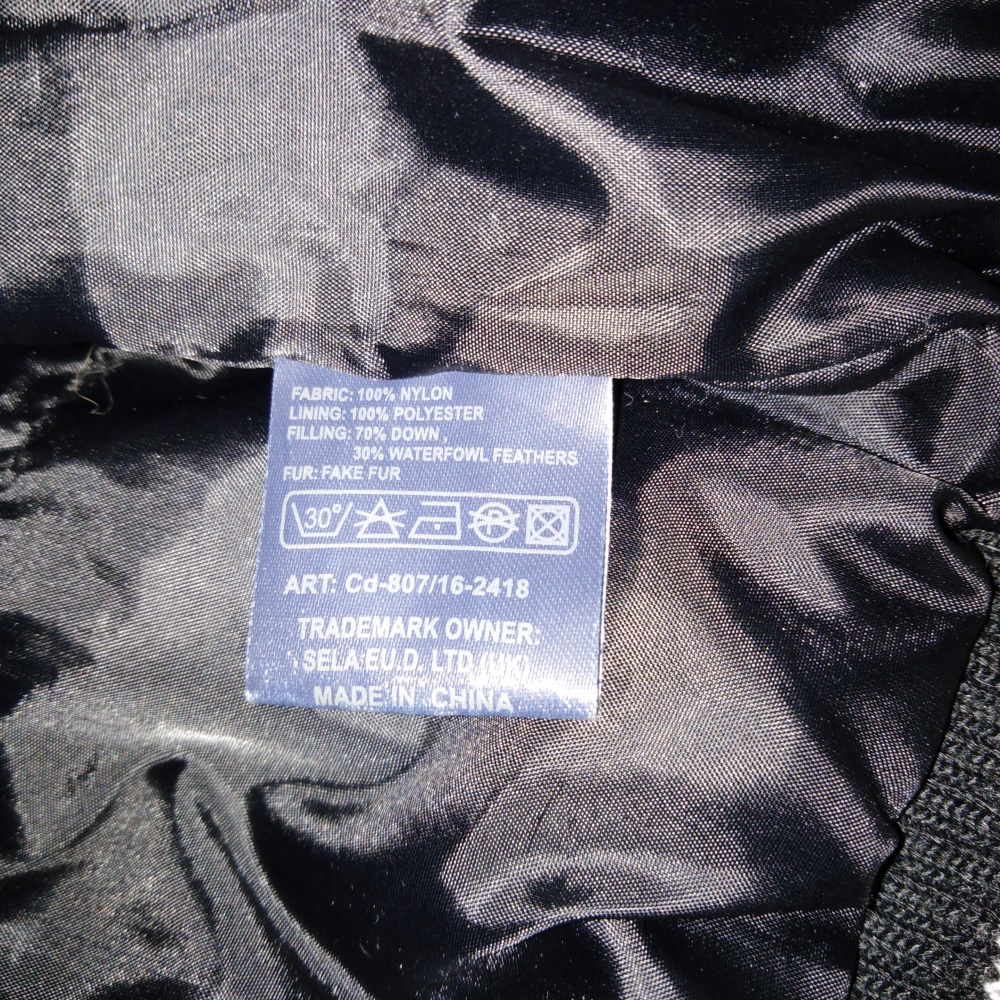 FABRIC: 100% NYLON
LINING: 100% POLYESTER
FILLING: 70% DOWN,
30% WATERFOWL FEATHERS
FUR: FAKE FUR
30°
ART: Cd-807/16-2418
TRADEMARK OWNER:
SELA EU.D. LTD.(UK)
MADE IN CHINA